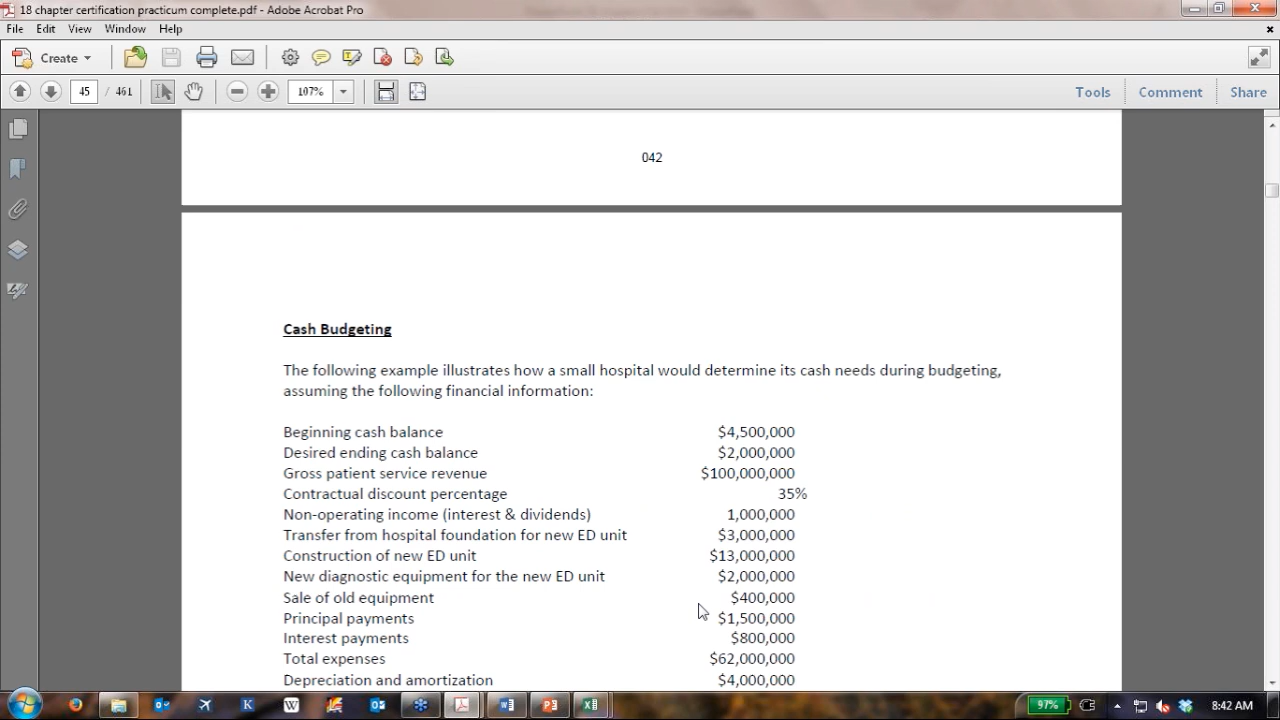 18 chapter certification practicum complete.pdf - Adobe Acrobat Pro
File Edit View Window Help
Create
45 / 461 107% Tools Comment Share
042
Cash Budgeting
The following example illustrates how a small hospital would determine its cash needs during budgeting,
assuming the following financial information:
Beginning cash balance $4,500,000
Desired ending cash balance $2,000,000
Gross patient service revenue $100,000,000
Contractual discount percentage 35%
Non-operating income (interest & dividends) 1,000,000
Transfer from hospital foundation for new ED unit $3,000,000
Construction of new ED unit $13,000,000
New diagnostic equipment for the new ED unit $2,000,000
Sale of old equipment $400,000
Principal payments $1,500,000
Interest payments $800,000
Total expenses $62,000,000
Depreciation and amortization $4,000,000
97% 8:42 AM